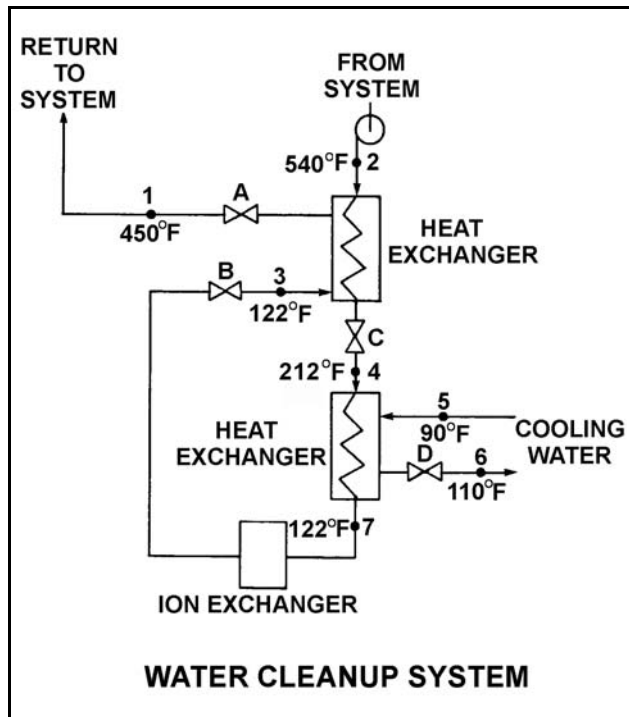 RETURN
TO
SYSTEM
FROM
SYSTEM
540°F 2
1
A
450°F
HEAT
EXCHANGER
B
3
122°F
C
212°F 4
5
HEAT
EXCHANGER
90°F
COOLING
WATER
D
6
110°F
122°F 7
ION EXCHANGER
WATER CLEANUP SYSTEM